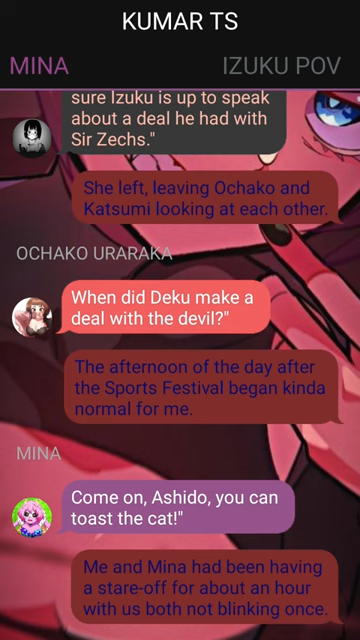 KUMAR TS
MINA
IZUKU POV
sure Izuku is up to speak
about a deal he had with
Sir Zechs."
She left, leaving Ochako and
Katsumi looking at each other.
OCHAKO URARAKA
When did Deku make a
deal with the devil?"
The afternoon of the day after
the Sports Festival began kinda
normal for me.
MINA
Come on, Ashido, you can
toast the cat!"
Me and Mina had been having
a stare-off for about an hour
with us both not blinking once.